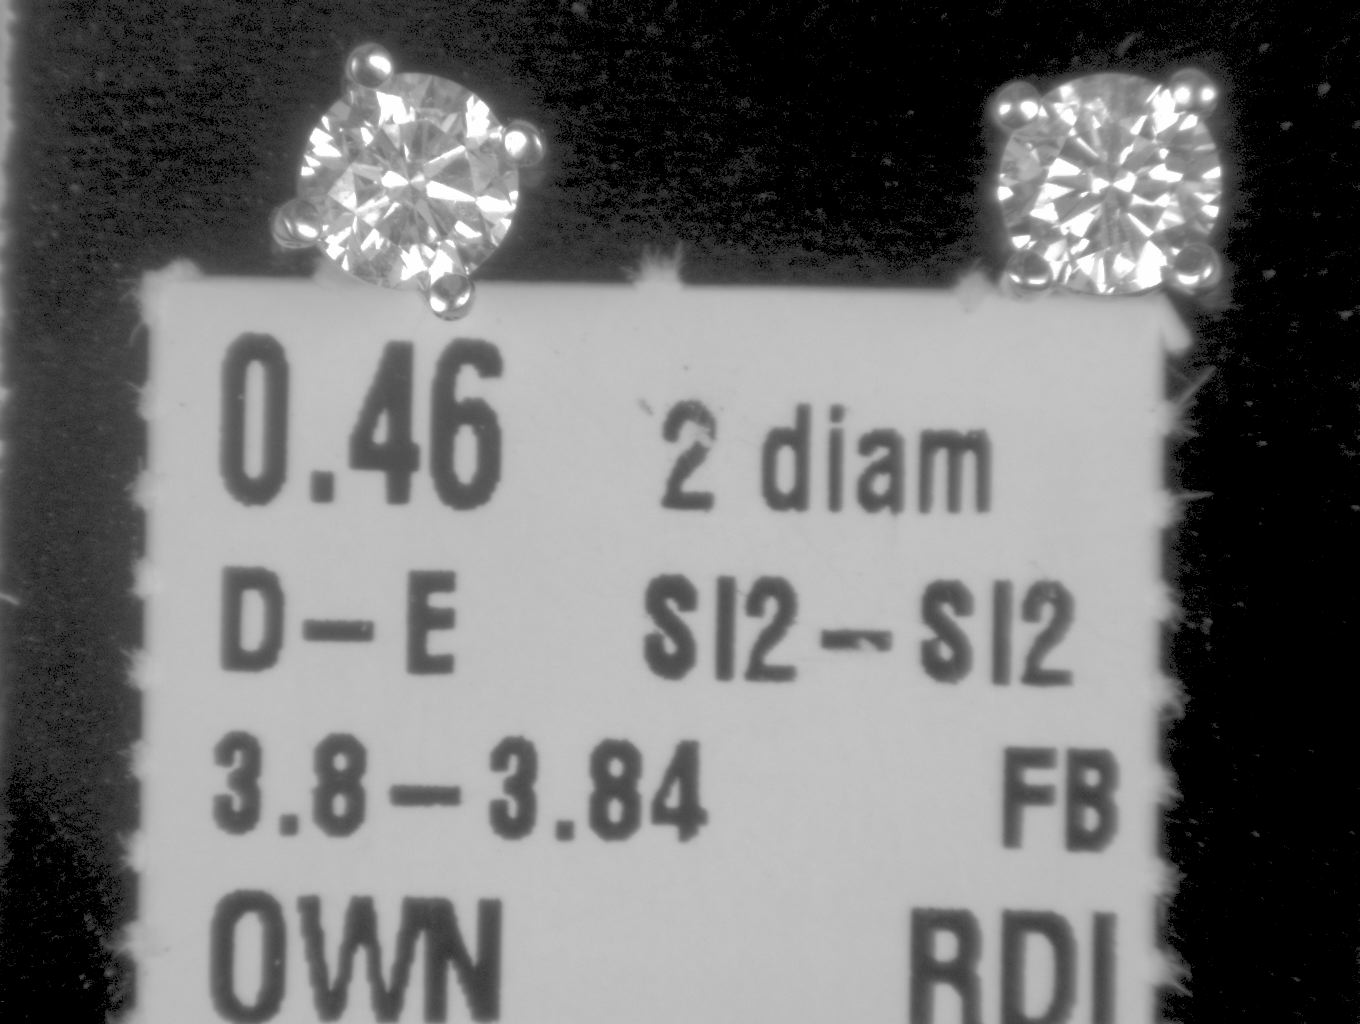 0.46 2 diam
D-E SI2-SI2
3.8-3.84 FB
OWN RDI